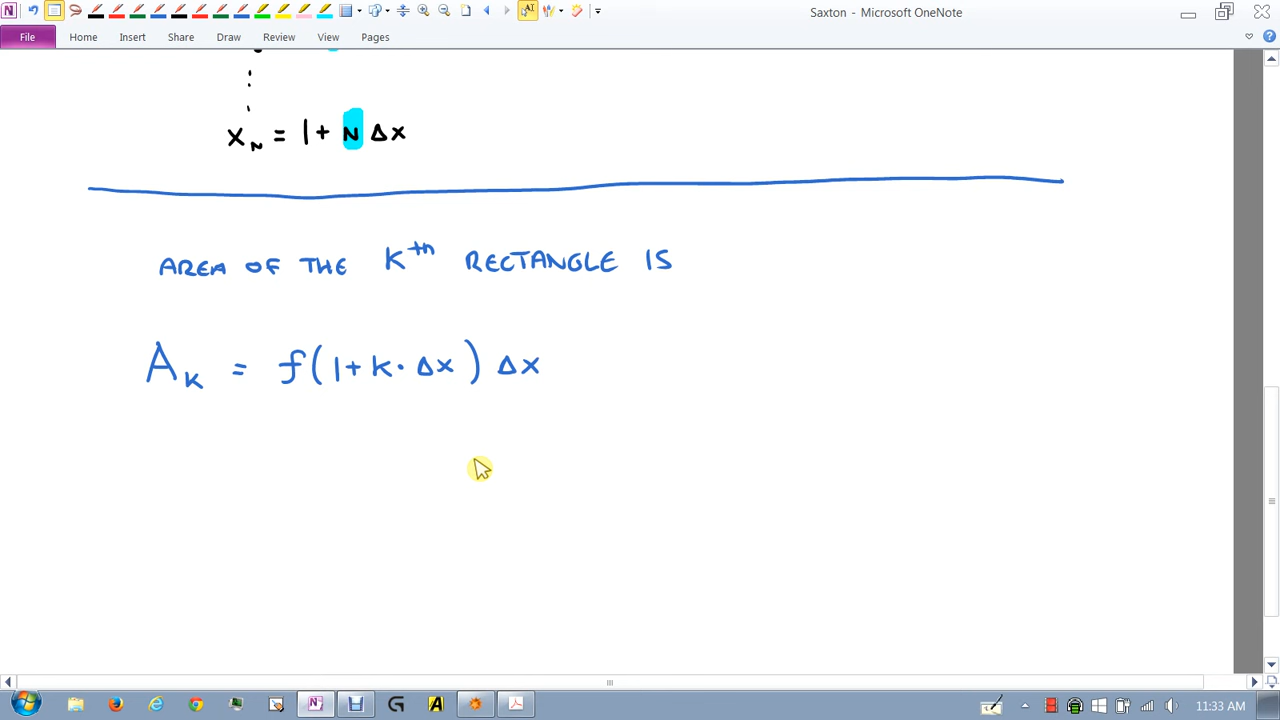 Saxton - Microsoft OneNote
File Home Insert Share Draw Review View Pages
x_N = 1 + N Δx
AREA OF THE K^th RECTANGLE IS
A_K = f(1+K·Δx) Δx
11:33 AM